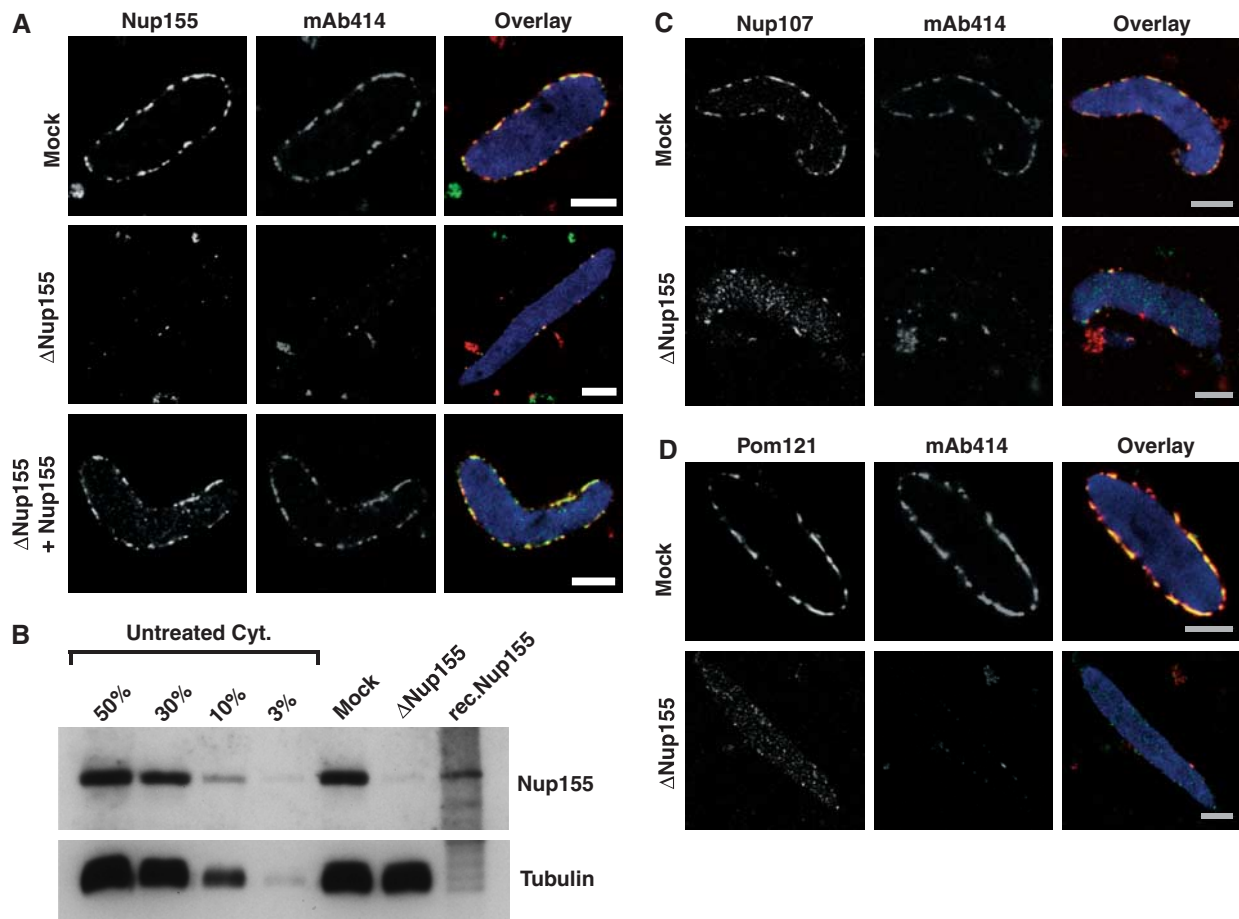 A
Nup155 mAb414 Overlay
Mock
ΔNup155
ΔNup155
+ Nup155
B
Untreated Cyt.
50% 30% 10% 3% Mock ΔNup155 rec.Nup155
Nup155
Tubulin
C
Nup107 mAb414 Overlay
Mock
ΔNup155
D
Pom121 mAb414 Overlay
Mock
ΔNup155